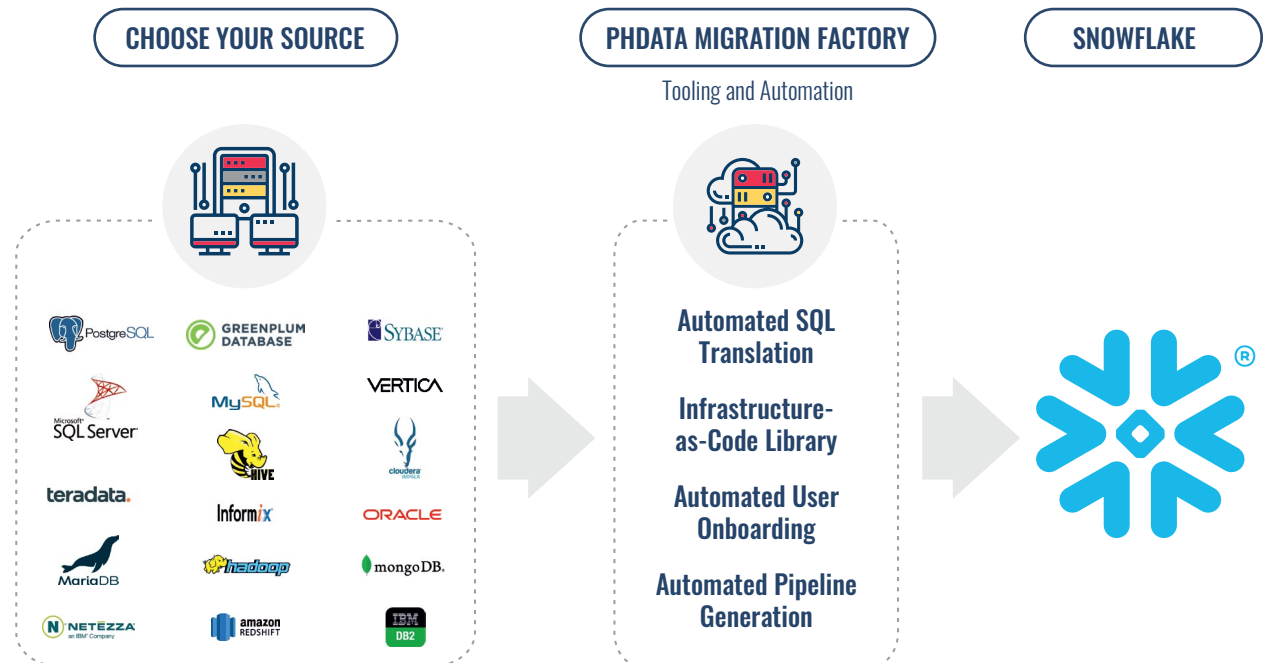 CHOOSE YOUR SOURCE
PHDATA MIGRATION FACTORY
SNOWFLAKE
Tooling and Automation
PostgreSQL
GREENPLUM
DATABASE
SYBASE
Microsoft
SQL Server
MySQL
VERTICA
HIVE
cloudera
IMPALA
teradata.
Informix
ORACLE
MariaDB
hadoop
mongoDB
N NETEZZA
an IBM Company
amazon
REDSHIFT
IBM
DB2
Automated SQL
Translation
Infrastructure-
as-Code Library
Automated User
Onboarding
Automated Pipeline
Generation
®